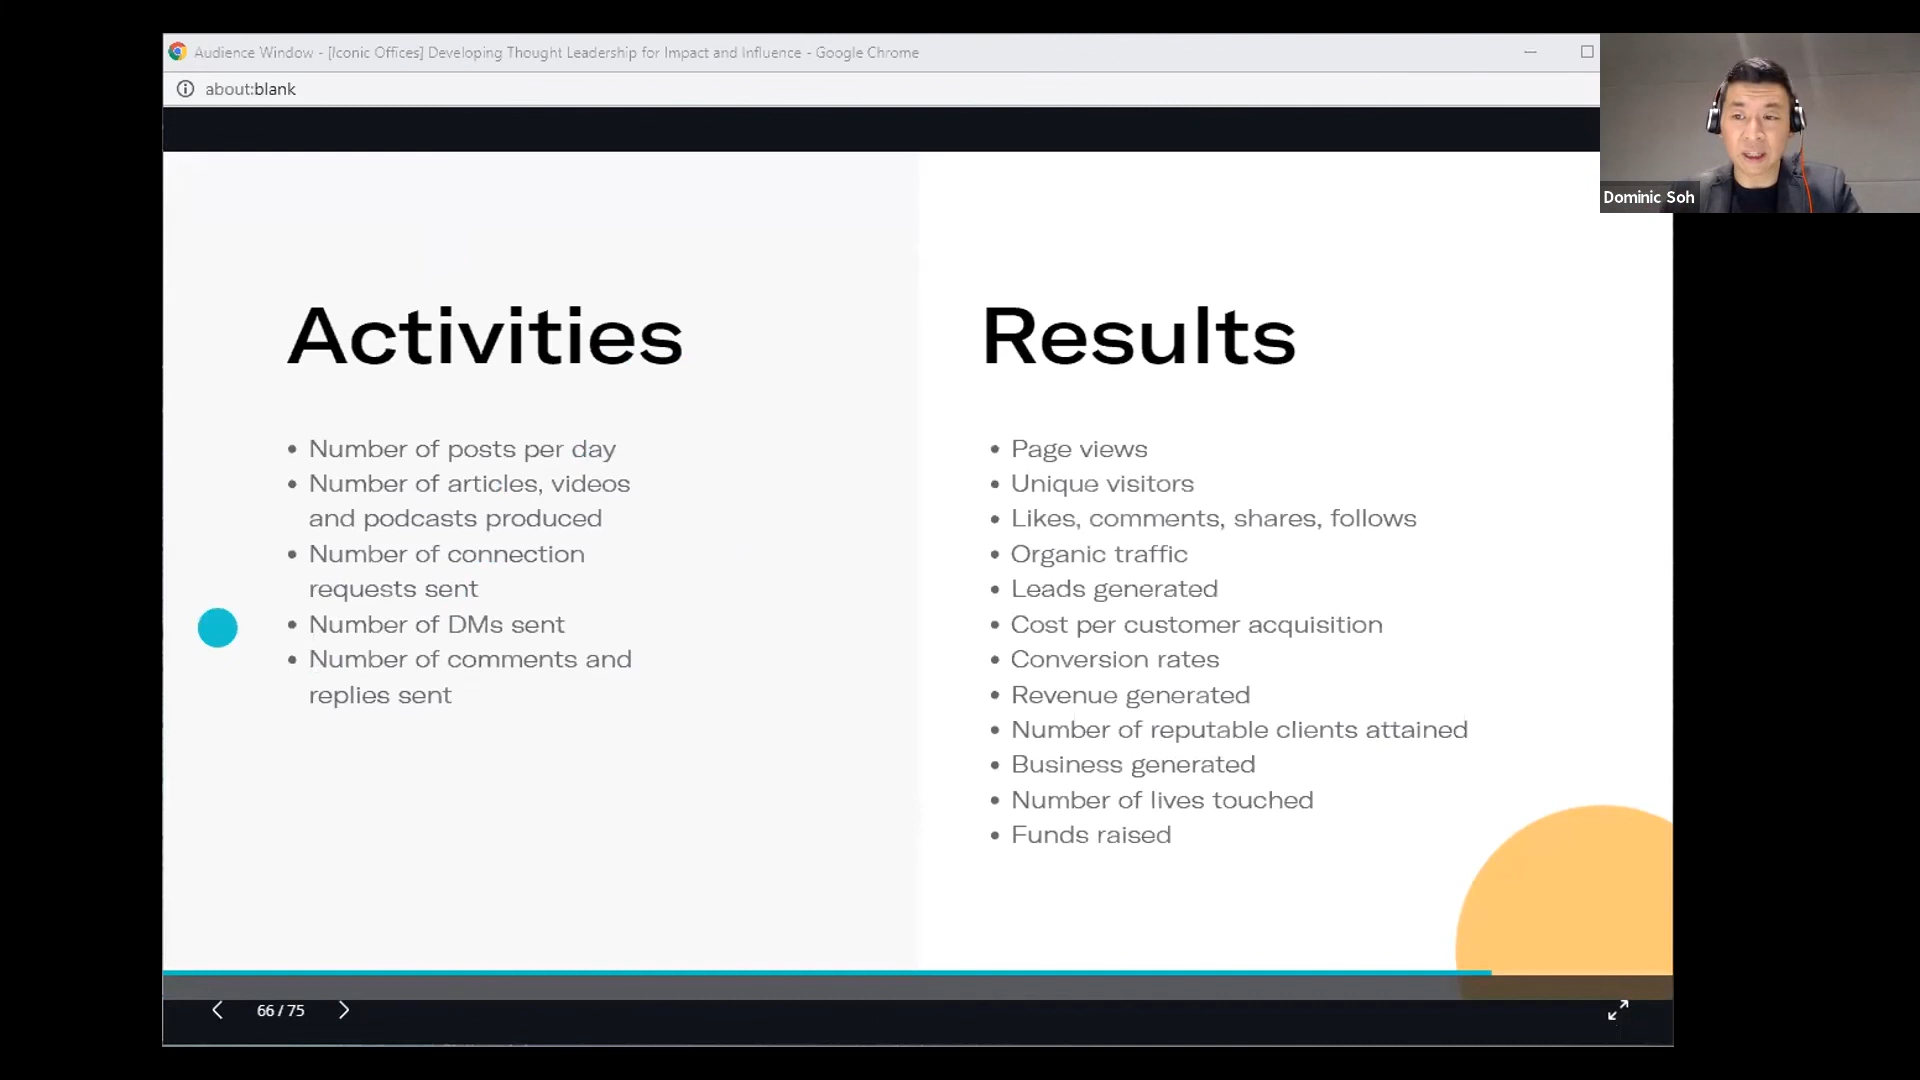 Audience Window - [Iconic Offices] Developing Thought Leadership for Impact and Influence - Google Chrome
about:blank
Dominic Soh
Activities
Number of posts per day
Number of articles, videos
and podcasts produced
Number of connection
requests sent
Number of DMs sent
Number of comments and
replies sent
Results
Page views
Unique visitors
Likes, comments, shares, follows
Organic traffic
Leads generated
Cost per customer acquisition
Conversion rates
Revenue generated
Number of reputable clients attained
Business generated
Number of lives touched
Funds raised
66 / 75